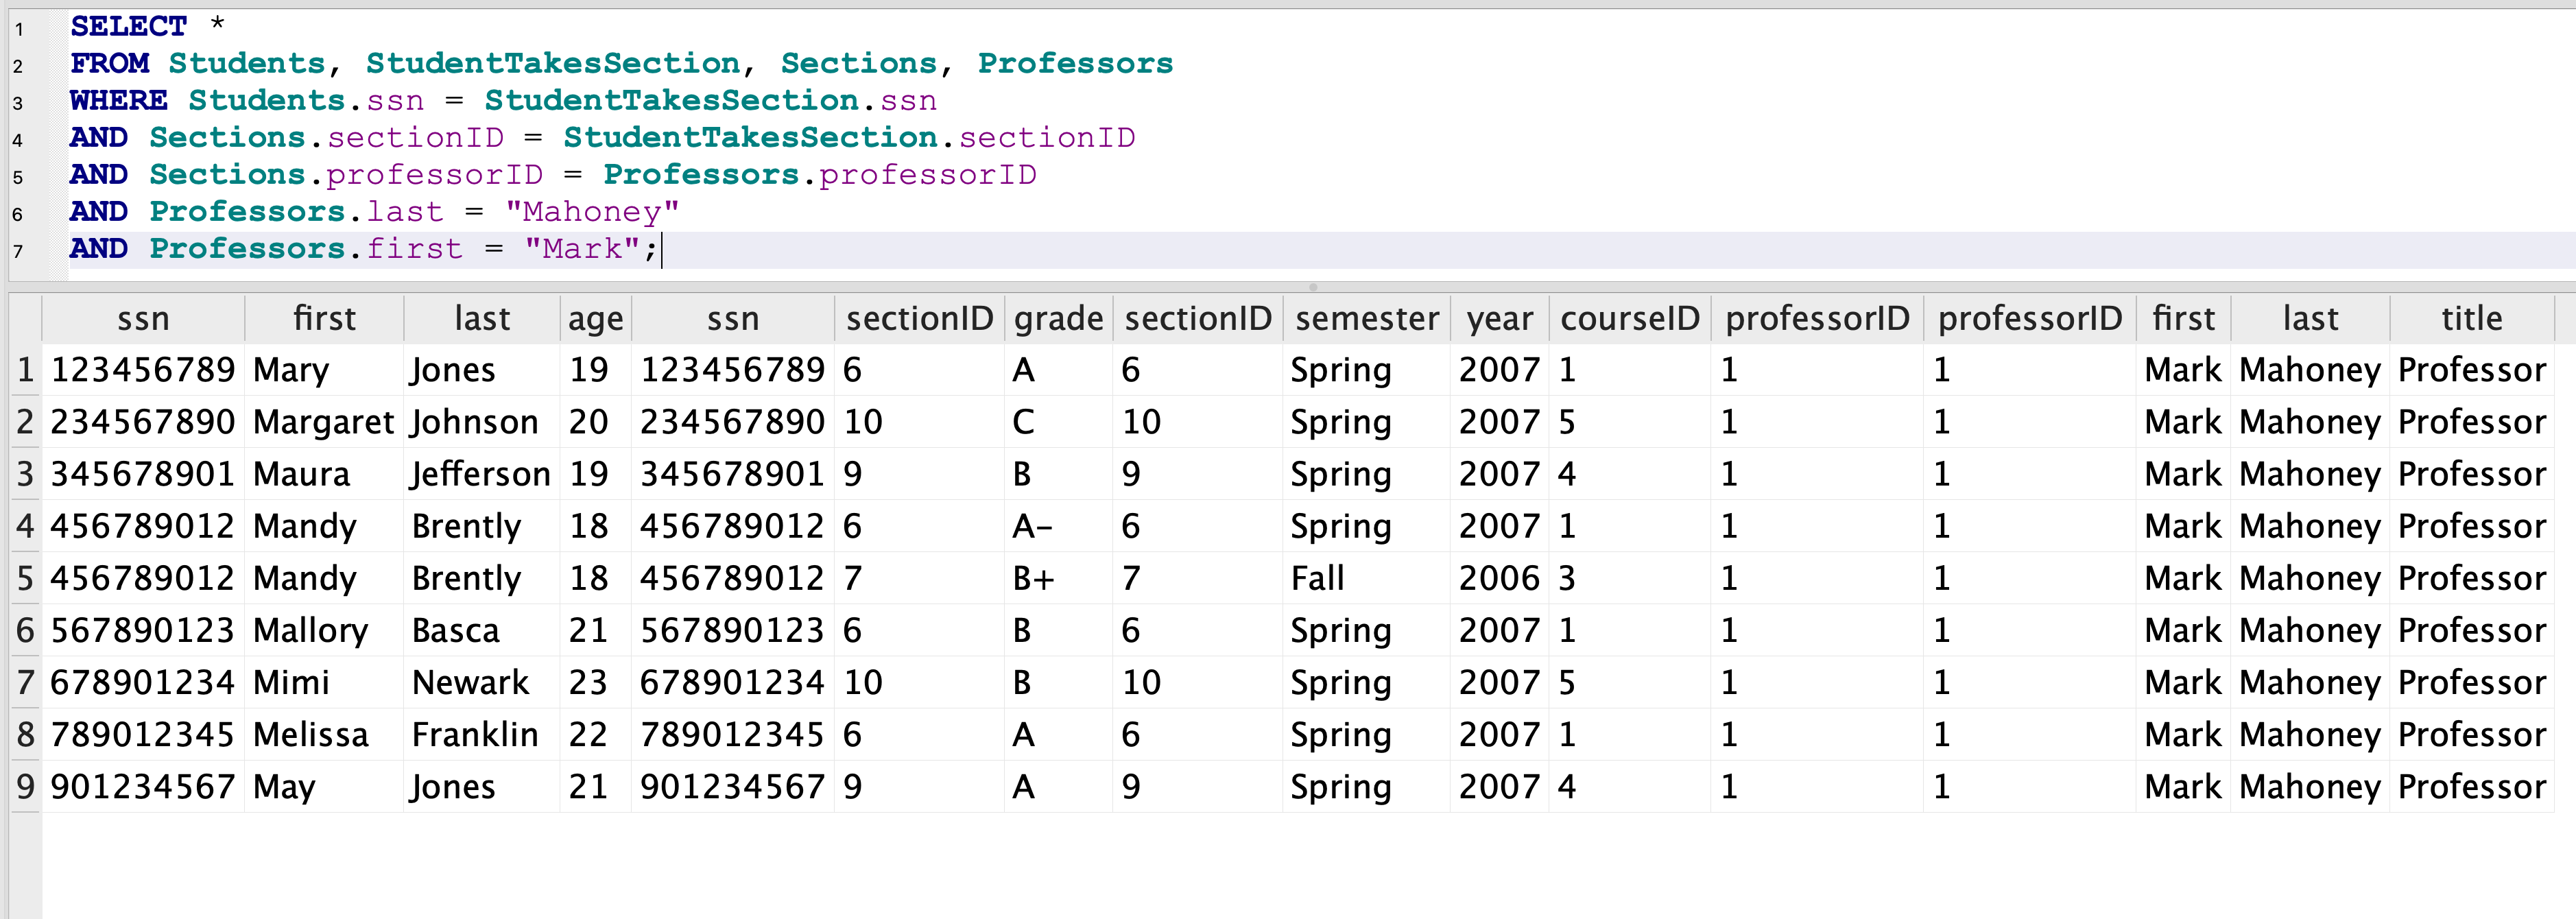 1 SELECT *
2 FROM Students, StudentTakesSection, Sections, Professors
3 WHERE Students.ssn = StudentTakesSection.ssn
4 AND Sections.sectionID = StudentTakesSection.sectionID
5 AND Sections.professorID = Professors.professorID
6 AND Professors.last = "Mahoney"
7 AND Professors.first = "Mark";
ssn first last age ssn sectionID grade sectionID semester year courseID professorID professorID first last title
1 123456789 Mary Jones 19 123456789 6 A 6 Spring 2007 1 1 1 Mark Mahoney Professor
2 234567890 Margaret Johnson 20 234567890 10 C 10 Spring 2007 5 1 1 Mark Mahoney Professor
3 345678901 Maura Jefferson 19 345678901 9 B 9 Spring 2007 4 1 1 Mark Mahoney Professor
4 456789012 Mandy Brently 18 456789012 6 A- 6 Spring 2007 1 1 1 Mark Mahoney Professor
5 456789012 Mandy Brently 18 456789012 7 B+ 7 Fall 2006 3 1 1 Mark Mahoney Professor
6 567890123 Mallory Basca 21 567890123 6 B 6 Spring 2007 1 1 1 Mark Mahoney Professor
7 678901234 Mimi Newark 23 678901234 10 B 10 Spring 2007 5 1 1 Mark Mahoney Professor
8 789012345 Melissa Franklin 22 789012345 6 A 6 Spring 2007 1 1 1 Mark Mahoney Professor
9 901234567 May Jones 21 901234567 9 A 9 Spring 2007 4 1 1 Mark Mahoney Professor